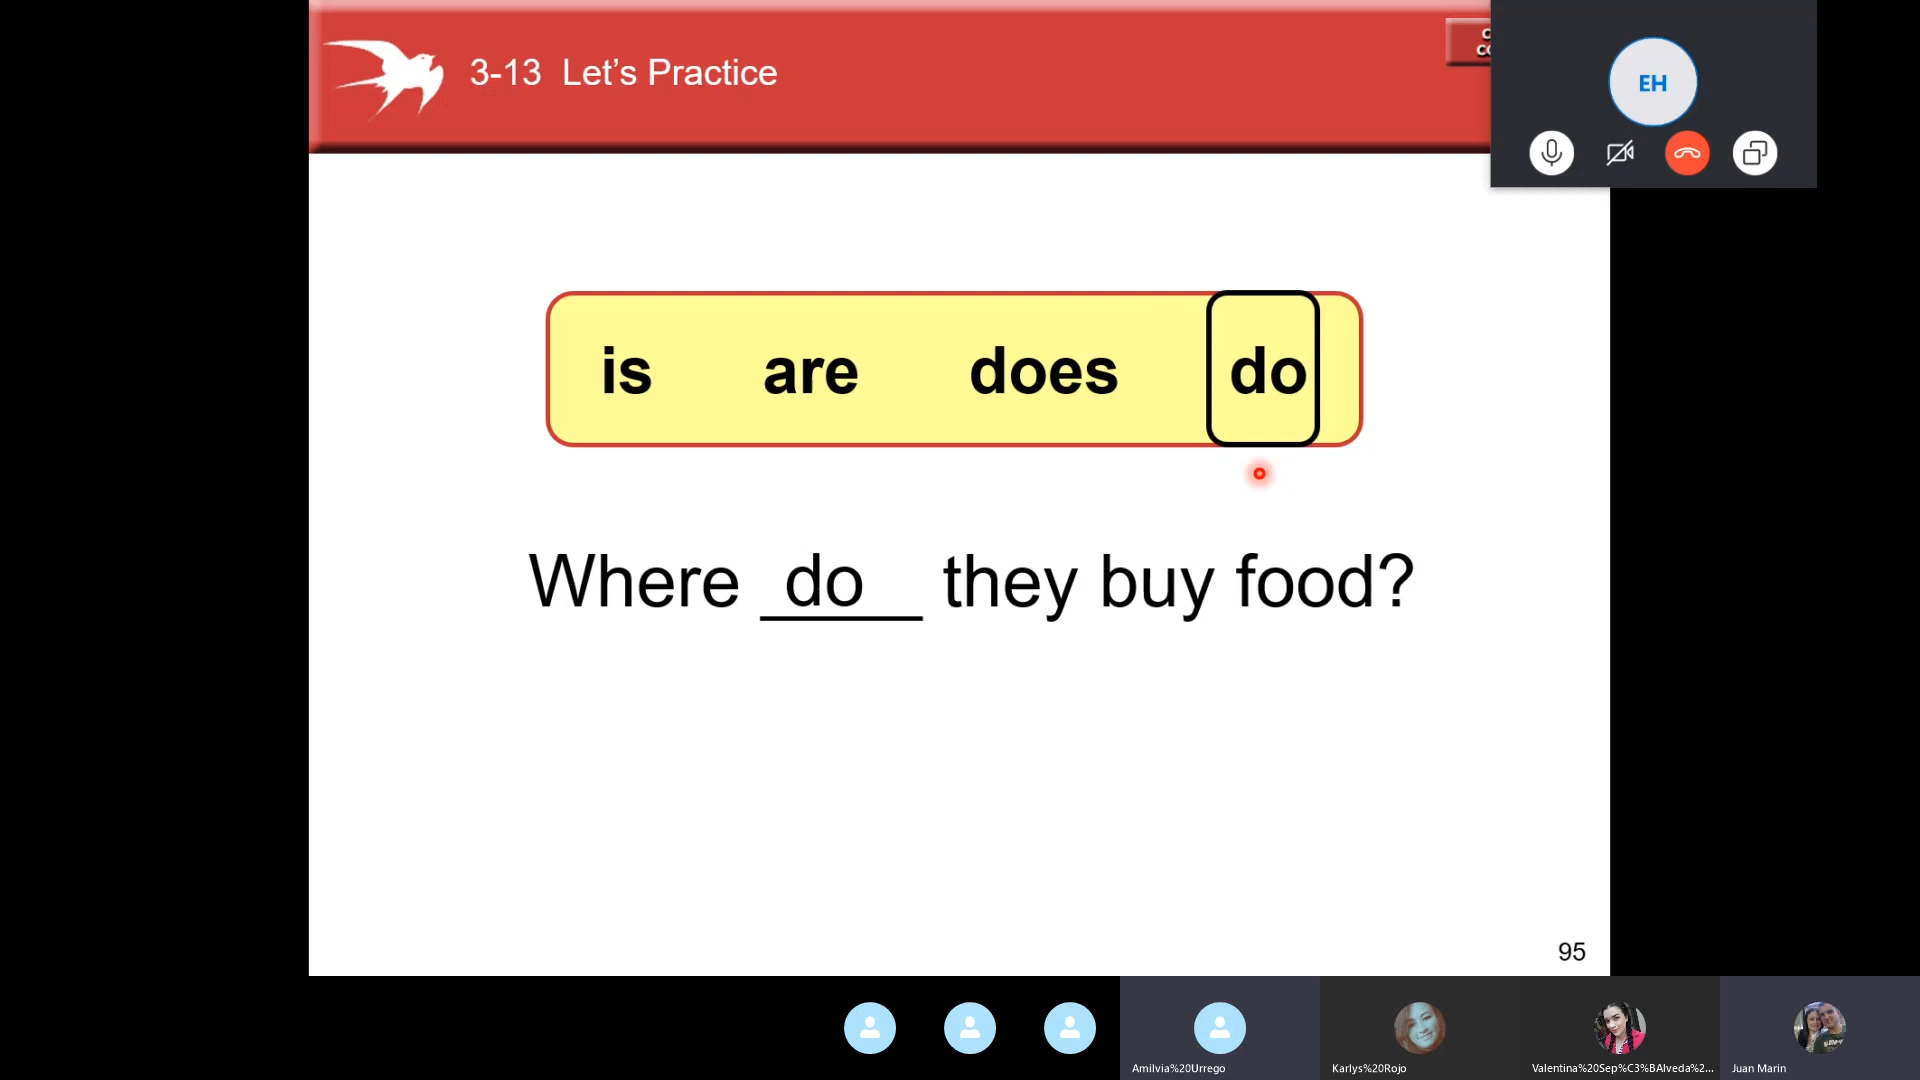 3-13 Let's Practice
EH
is are does do
Where do they buy food?
95
Amilvia%20Urrego
Karlys%20Rojo
Valentina%20Sep%C3%BAlveda%2...
Juan Marin